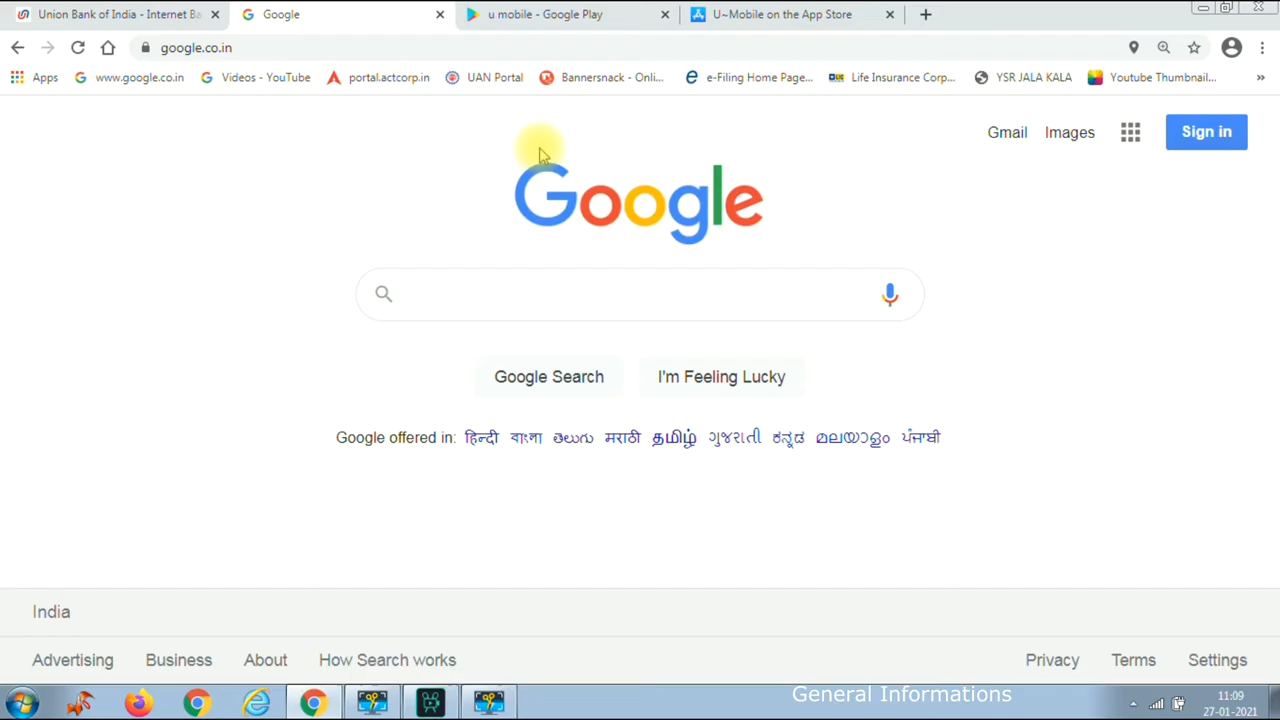 Union Bank of India - Internet Ba
Google
u mobile - Google Play
U~Mobile on the App Store
google.co.in
Apps
www.google.co.in
Videos - YouTube
portal.actcorp.in
UAN Portal
Bannersnack - Onli...
e-Filing Home Page...
Life Insurance Corp...
YSR JALA KALA
Youtube Thumbnail...
Gmail Images Sign in
Google
Google Search I'm Feeling Lucky
Google offered in: हिन्दी বাংলা తెలుగు मराठी தமிழ் ગુજરાતી ಕನ್ನಡ മലയാളം ਪੰਜਾਬੀ
India
Advertising Business About How Search works Privacy Terms Settings
General Informations
11:09
27-01-2021